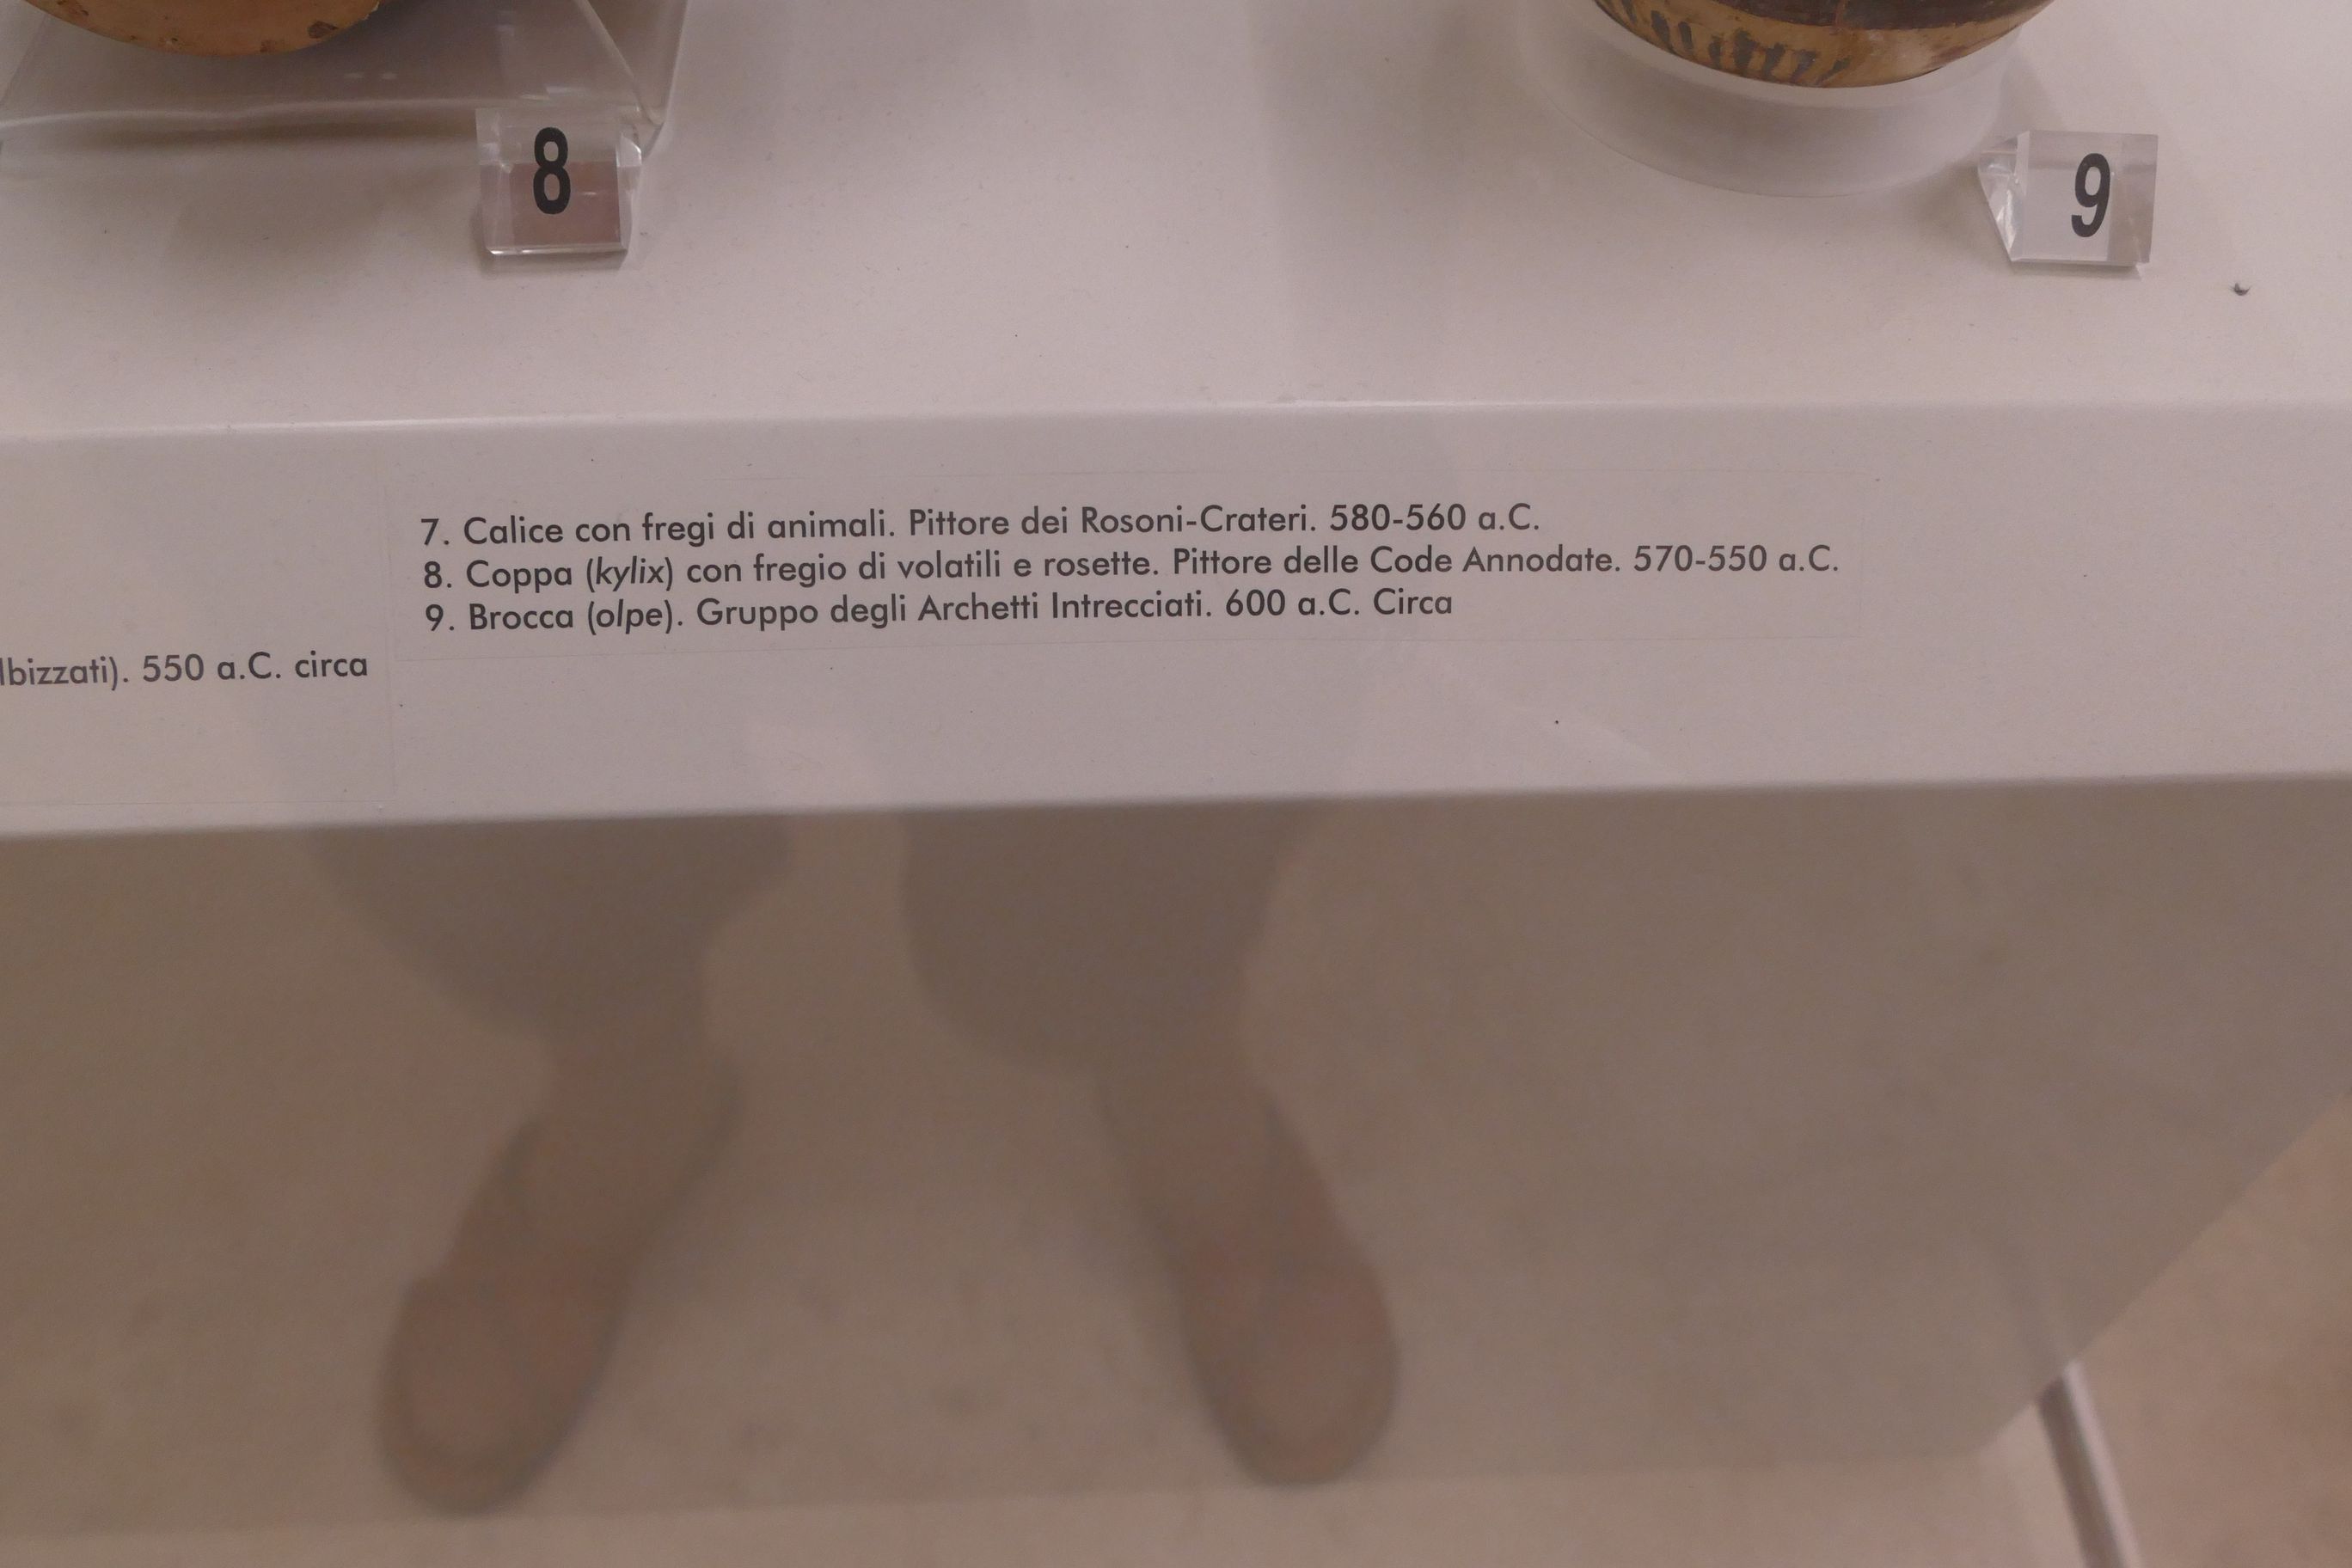 8
9
7. Calice con fregi di animali. Pittore dei Rosoni-Crateri. 580-560 a.C.
8. Coppa (kylix) con fregio di volatili e rosette. Pittore delle Code Annodate. 570-550 a.C.
9. Brocca (olpe). Gruppo degli Archetti Intrecciati. 600 a.C. Circa
lbizzati). 550 a.C. circa